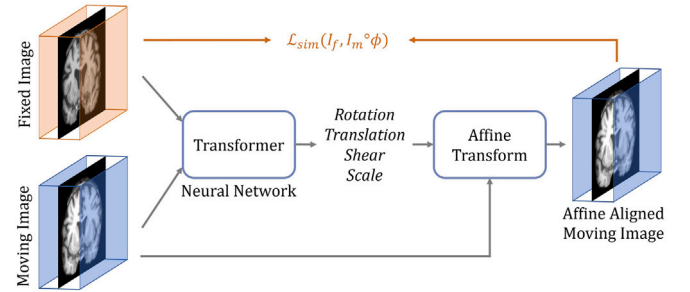 Fixed Image
ℒsim(If, Im∘ϕ)
Transformer
Neural Network
Rotation
Translation
Shear
Scale
Affine
Transform
Moving Image
Affine Aligned
Moving Image